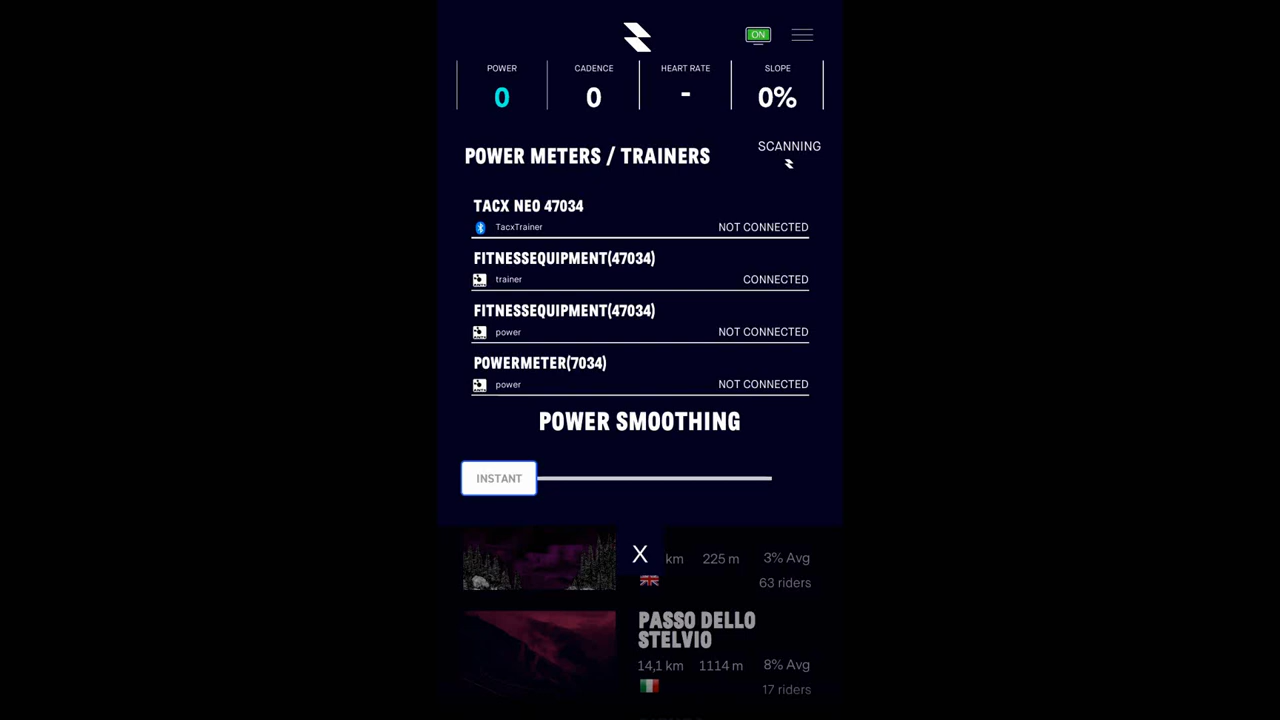 ON
POWER CADENCE HEART RATE SLOPE
0 0 - 0%
POWER METERS / TRAINERS
SCANNING
TACX NEO 47034
TacxTrainer NOT CONNECTED
FITNESSEQUIPMENT(47034)
trainer CONNECTED
FITNESSEQUIPMENT(47034)
power NOT CONNECTED
POWERMETER(7034)
power NOT CONNECTED
POWER SMOOTHING
INSTANT
X
km 225 m 3% Avg
63 riders
PASSO DELLO
STELVIO
14,1 km 1114 m 8% Avg
17 riders